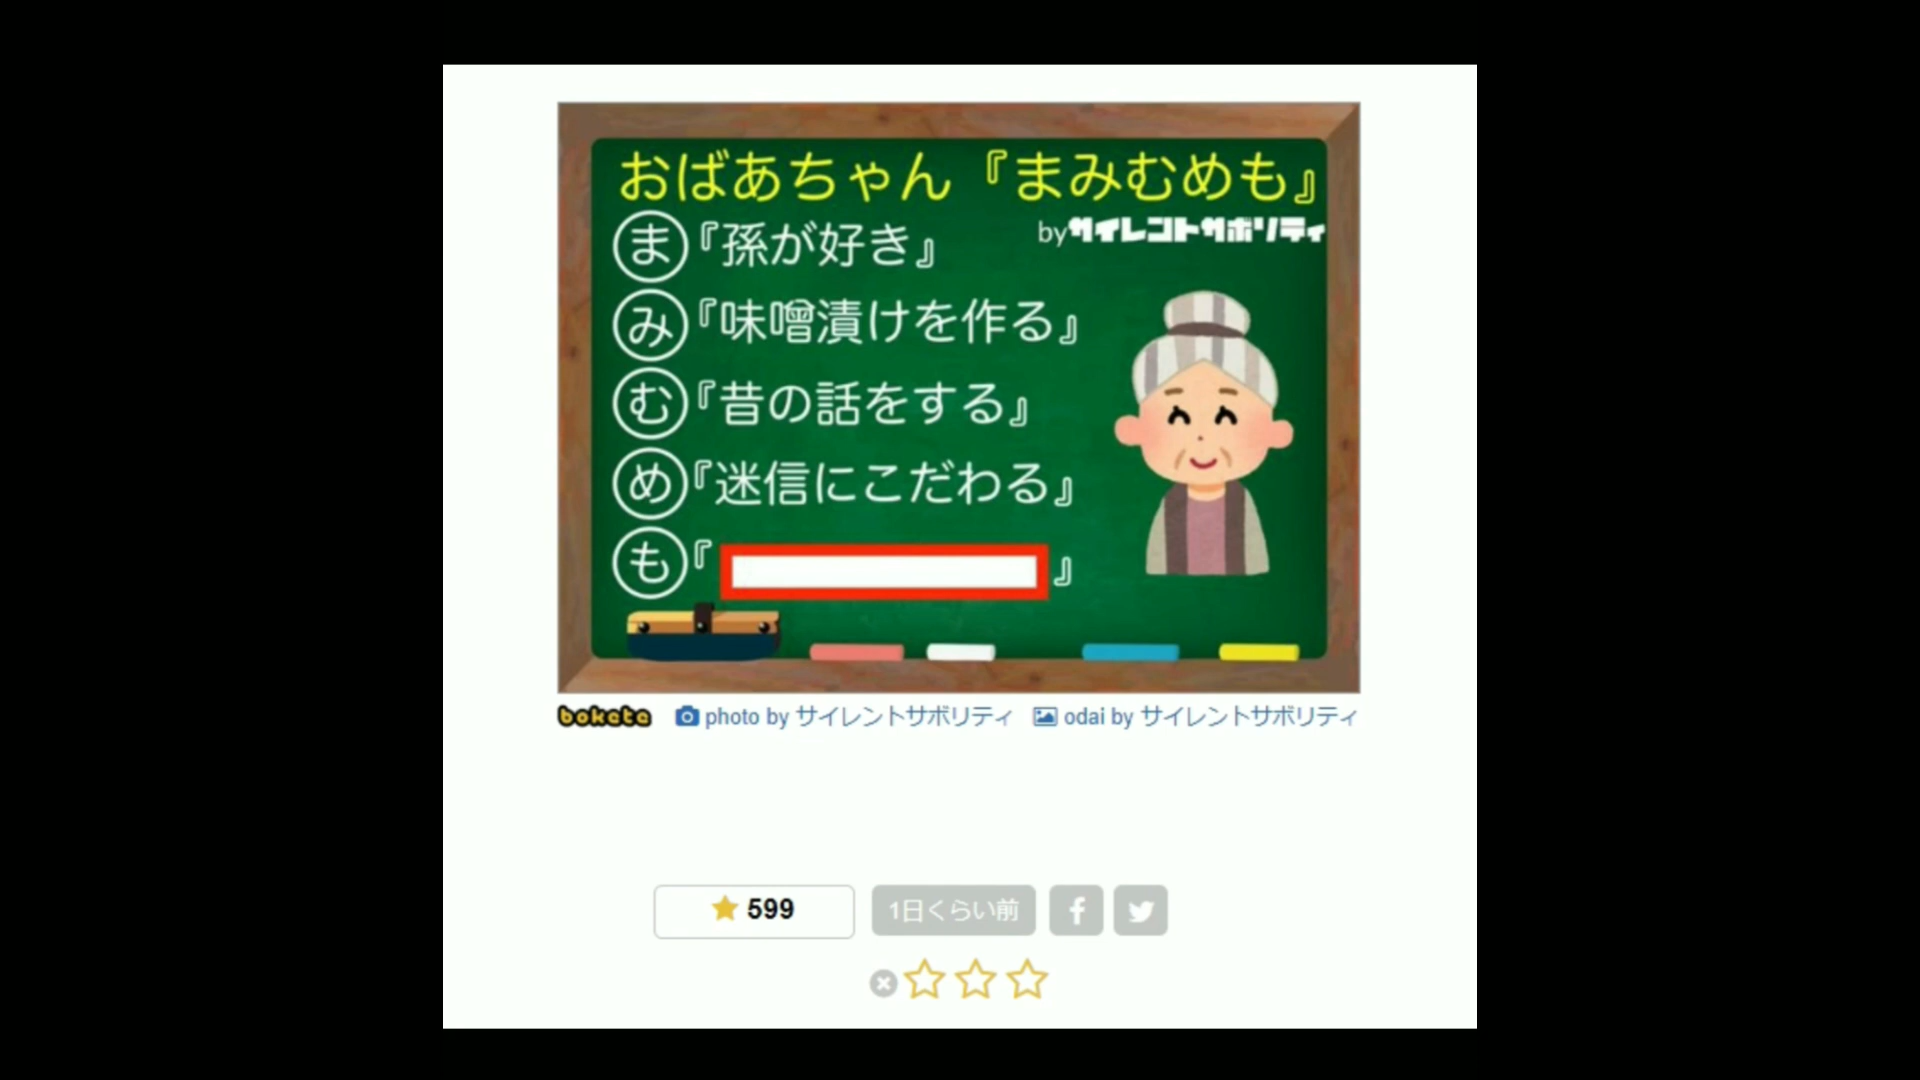 おばあちゃん『まみむめも』
byサイレントサボリティ
ま『孫が好き』
み『味噌漬けを作る』
む『昔の話をする』
め『迷信にこだわる』
も『 』
bokete photo by サイレントサボリティ odai by サイレントサボリティ
599 1日くらい前